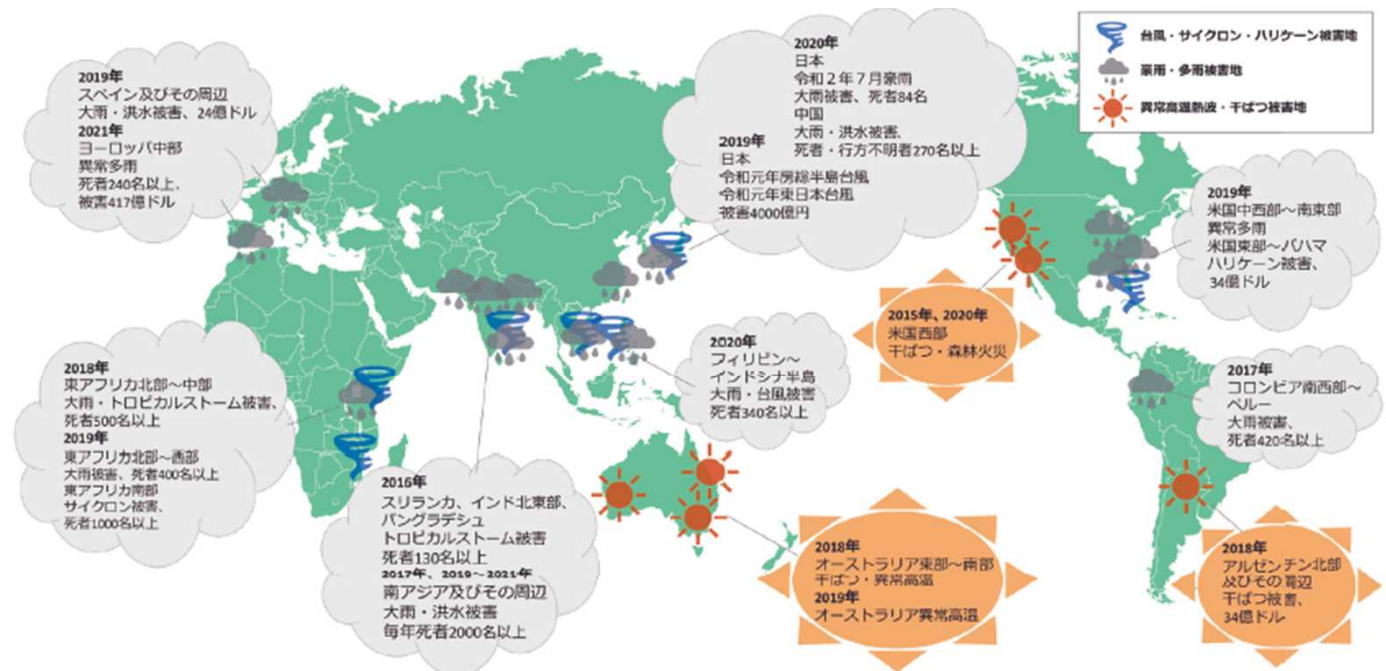 台風・サイクロン・ハリケーン被害地
豪雨・多雨被害地
異常高温熱波・干ばつ被害地
2019年
スペイン及びその周辺
大雨・洪水被害、24億ドル
2021年
ヨーロッパ中部
異常多雨
死者240名以上、
被害417億ドル
2020年
日本
令和2年7月豪雨
大雨被害、死者84名
中国
大雨・洪水被害、
死者・行方不明者270名以上
2019年
日本
令和元年房総半島台風
令和元年東日本台風
被害4000億円
2019年
米国中西部～南東部
異常多雨
米国東部～バハマ
ハリケーン被害、
34億ドル
2015年、2020年
米国西部
干ばつ・森林火災
2020年
フィリピン～
インドシナ半島
大雨・台風被害
死者340名以上
2017年
コロンビア南西部～
ペルー
大雨被害、
死者420名以上
2018年
東アフリカ北部～中部
大雨・トロピカルストーム被害、
死者500名以上
2019年
東アフリカ北部～西部
大雨被害、死者400名以上
東アフリカ南部
サイクロン被害、
死者1000名以上
2016年
スリランカ、インド北東部、
バングラデシュ
トロピカルストーム被害
死者130名以上
2017年、2019～2021年
南アジア及びその周辺
大雨・洪水被害
毎年死者2000名以上
2018年
オーストラリア東部～南部
干ばつ・異常高温
2019年
オーストラリア異常高温
2018年
アルゼンチン北部
及びその周辺
干ばつ被害、
34億ドル